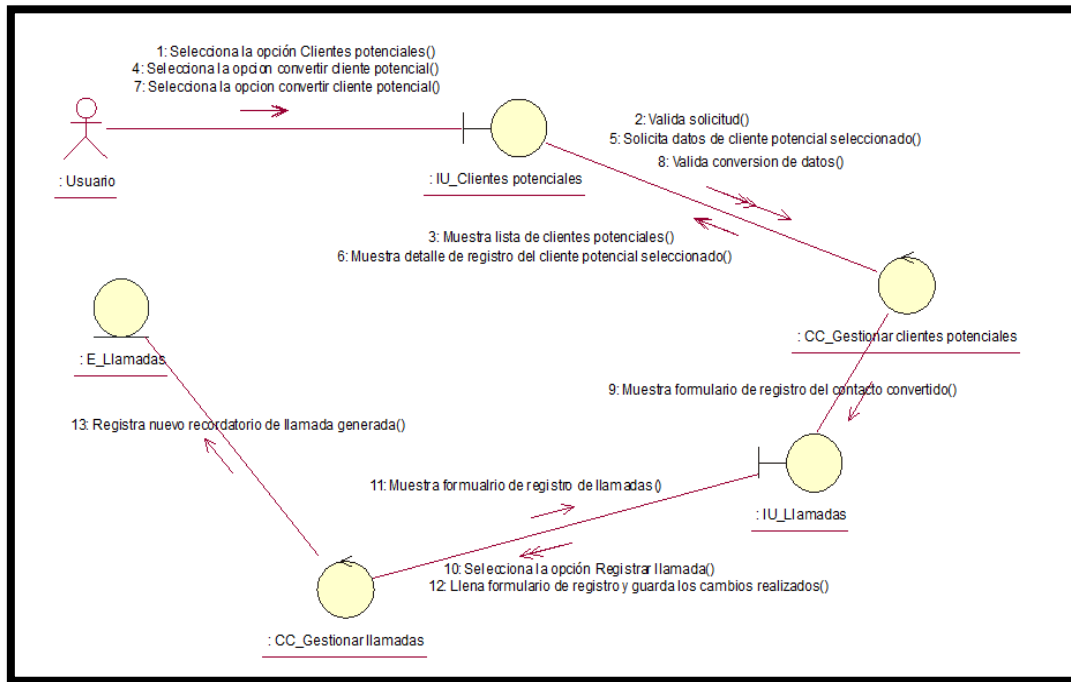 1: Selecciona la opción Clientes potenciales()
4: Selecciona la opcion convertir cliente potencial()
7: Selecciona la opcion convertir cliente potencial()
2: Valida solicitud()
5: Solicita datos de cliente potencial seleccionado()
8: Valida conversion de datos()
: Usuario
: IU_Clientes potenciales
3: Muestra lista de clientes potenciales()
6: Muestra detalle de registro del cliente potencial seleccionado()
: E_Llamadas
: CC_Gestionar clientes potenciales
9: Muestra formulario de registro del contacto convertido()
13: Registra nuevo recordatorio de llamada generada()
11: Muestra formualrio de registro de llamadas()
: IU_Llamadas
10: Selecciona la opción Registrar llamada()
12: Llena formulario de registro y guarda los cambios realizados()
: CC_Gestionar llamadas